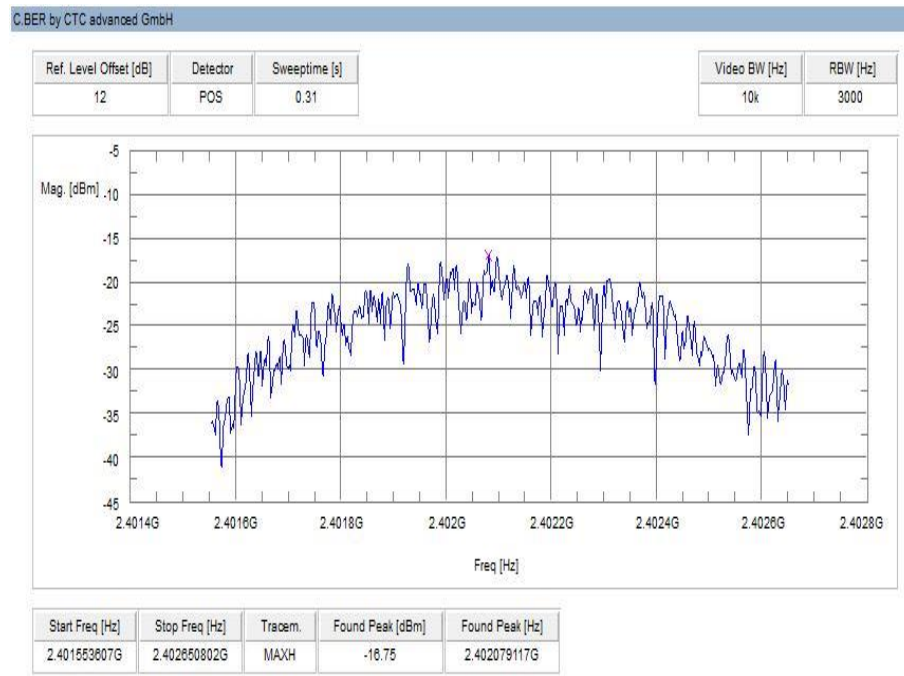 C.BER by CTC advanced GmbH
Ref. Level Offset [dB] Detector Sweeptime [s] Video BW [Hz] RBW [Hz]
12 POS 0.31 10k 3000
-5
Mag. [dBm] -10
-15
-20
-25
-30
-35
-40
-45
2.4014G 2.4016G 2.4018G 2.402G 2.4022G 2.4024G 2.4026G 2.4028G
Freq [Hz]
Start Freq [Hz] Stop Freq [Hz] Tracem. Found Peak [dBm] Found Peak [Hz]
2.401553607G 2.402650802G MAXH -16.75 2.402079117G